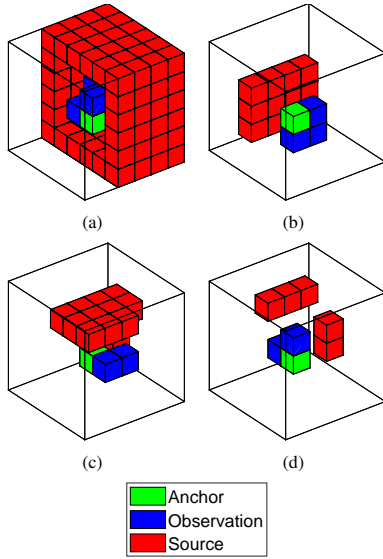 (a)
(b)
(c)
(d)
Anchor
Observation
Source